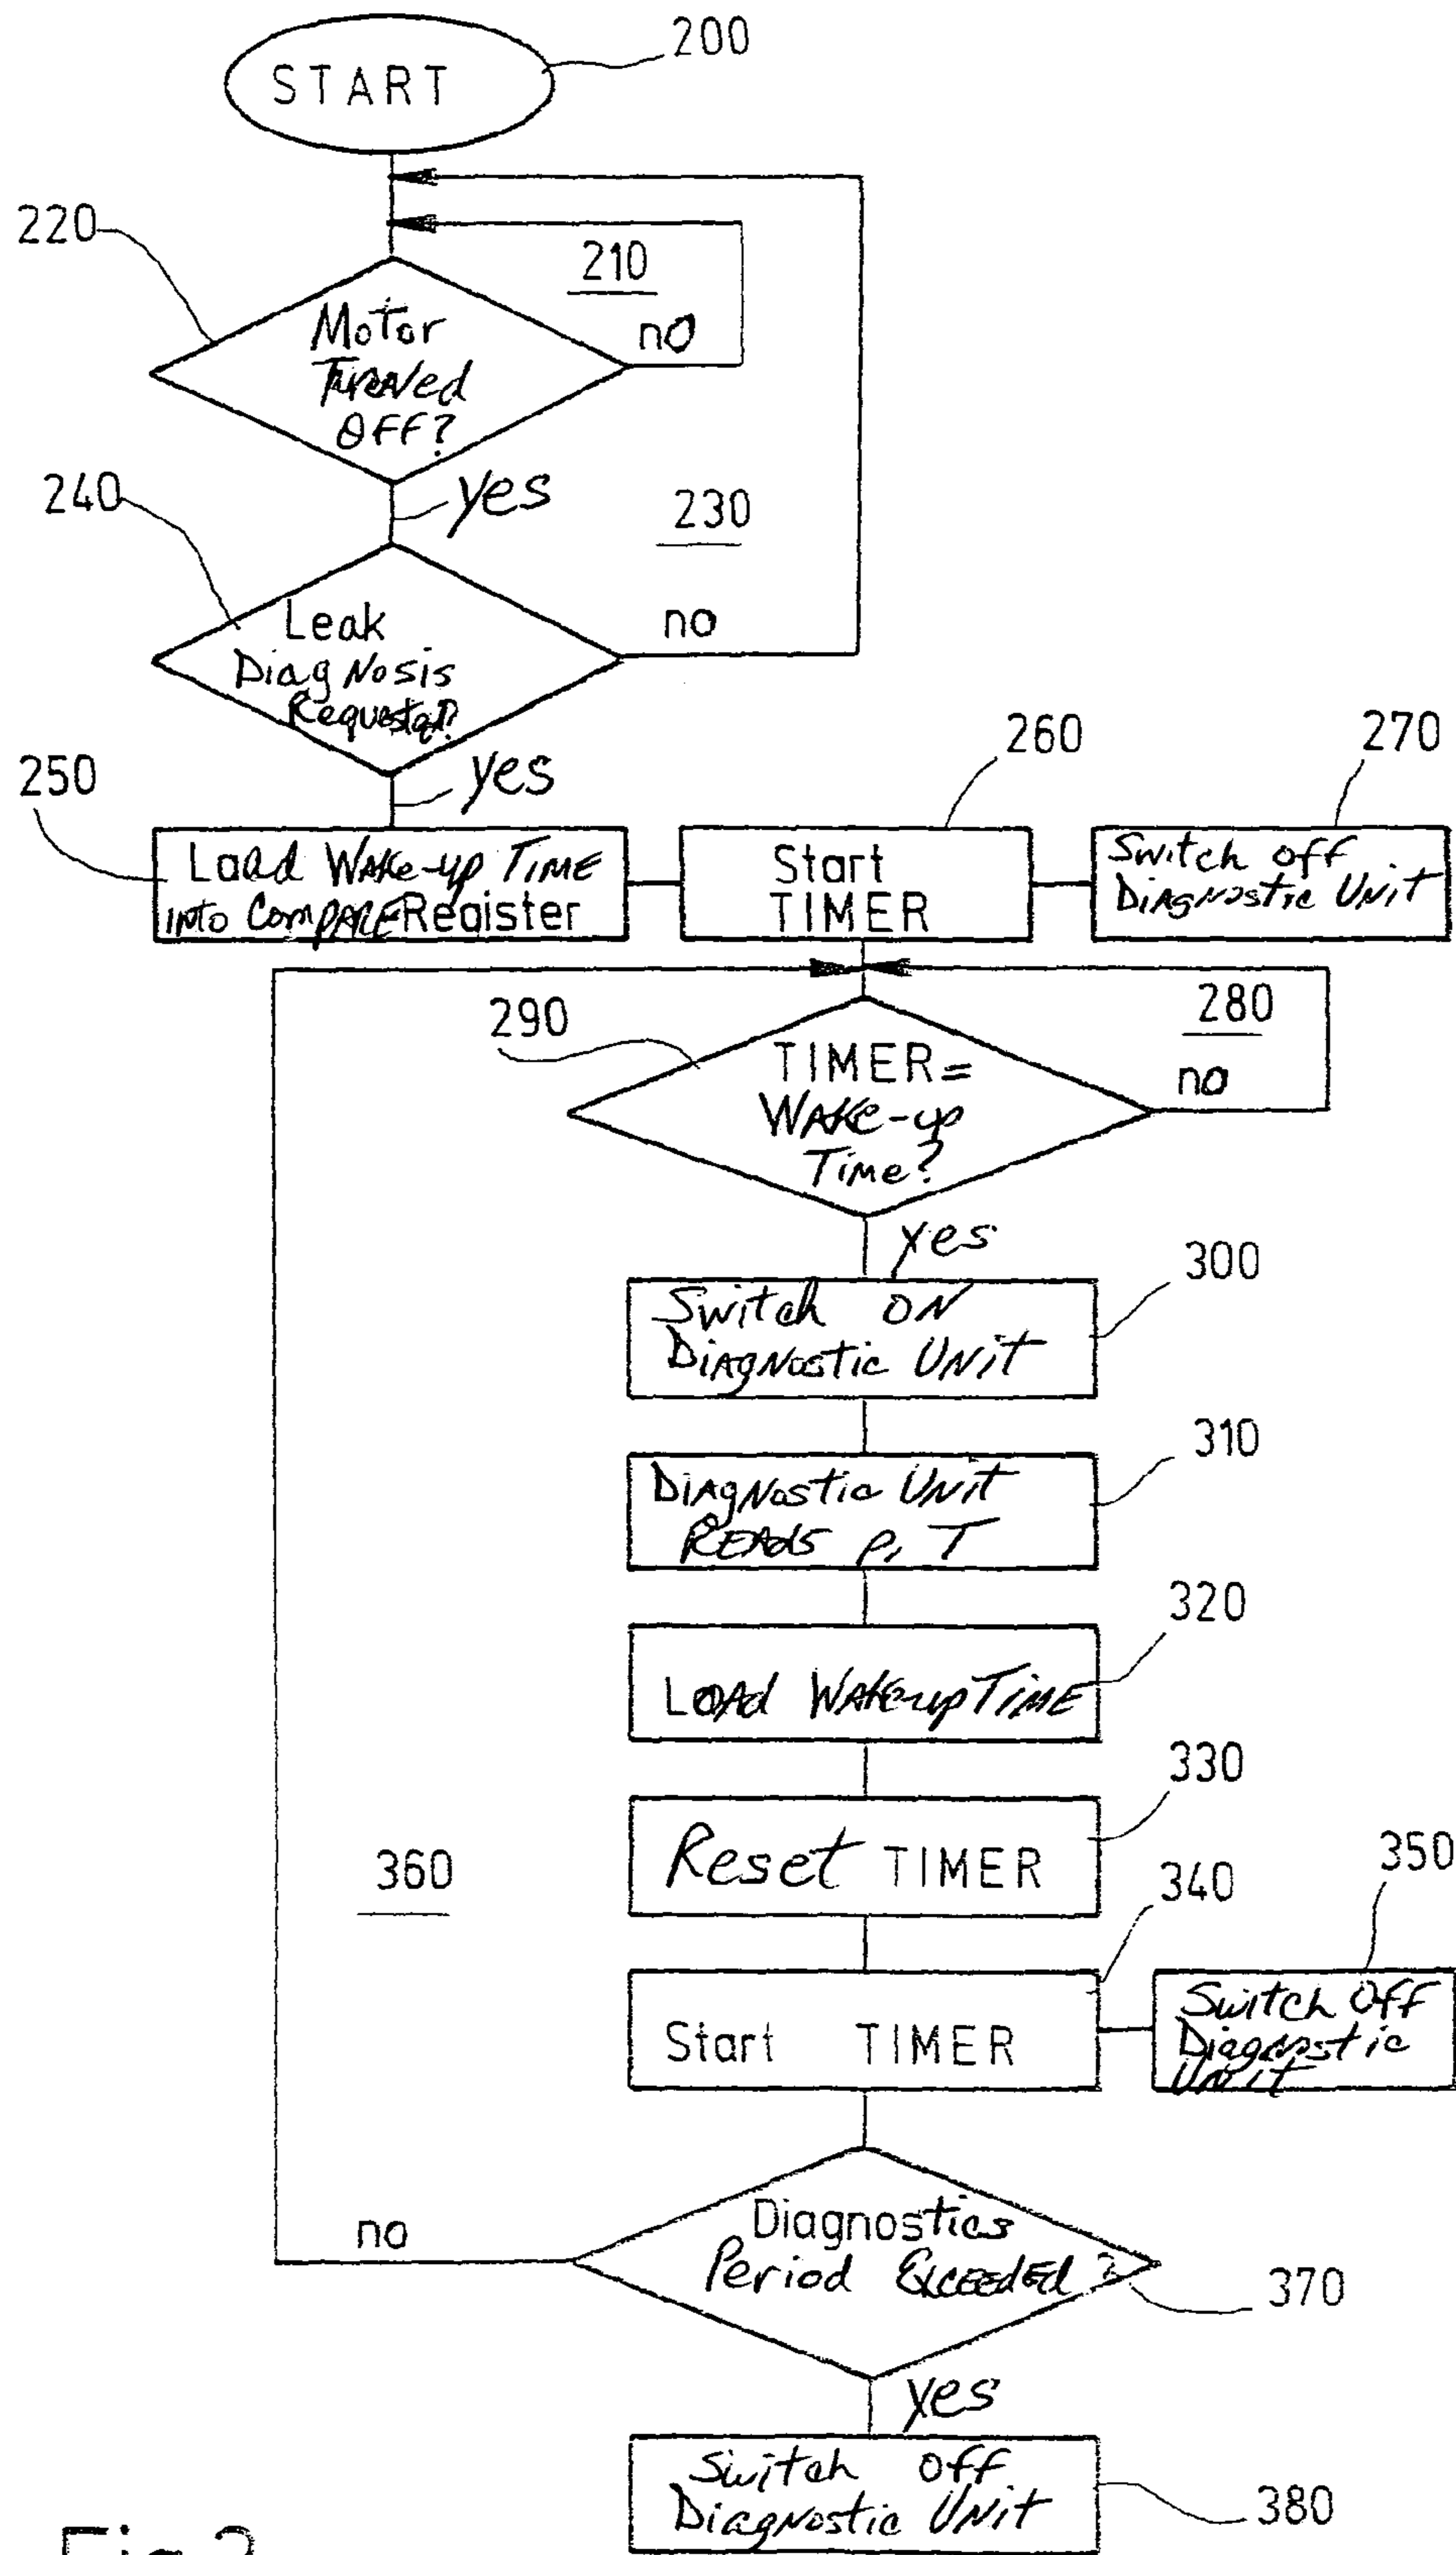 START
200
220
210
Motor
Turned
OFF?
no
240
yes
230
Leak
Diagnosis
Requested?
no
250
yes
260
270
Load Wake-up Time
into Compare Register
Start
TIMER
Switch off
Diagnostic Unit
290
280
TIMER=
Wake-up
Time?
no
yes
300
Switch on
Diagnostic Unit
310
Diagnostic Unit
Reads p, T
320
Load Wake-up Time
330
Reset TIMER
360
340
350
Start TIMER
Switch Off
Diagnostic
Unit
no
Diagnostics
Period Exceeded?
370
yes
Switch off
Diagnostic Unit
380